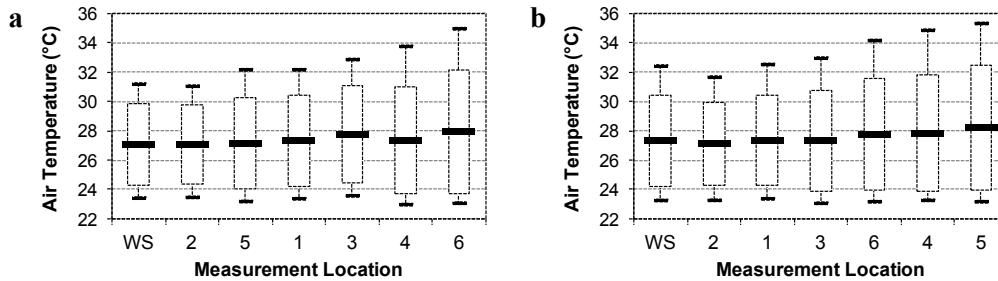 a
Air Temperature (°C)
36
34
32
30
28
26
24
22
WS 2 5 1 3 4 6
Measurement Location
b
Air Temperature (°C)
36
34
32
30
28
26
24
22
WS 2 1 3 6 4 5
Measurement Location